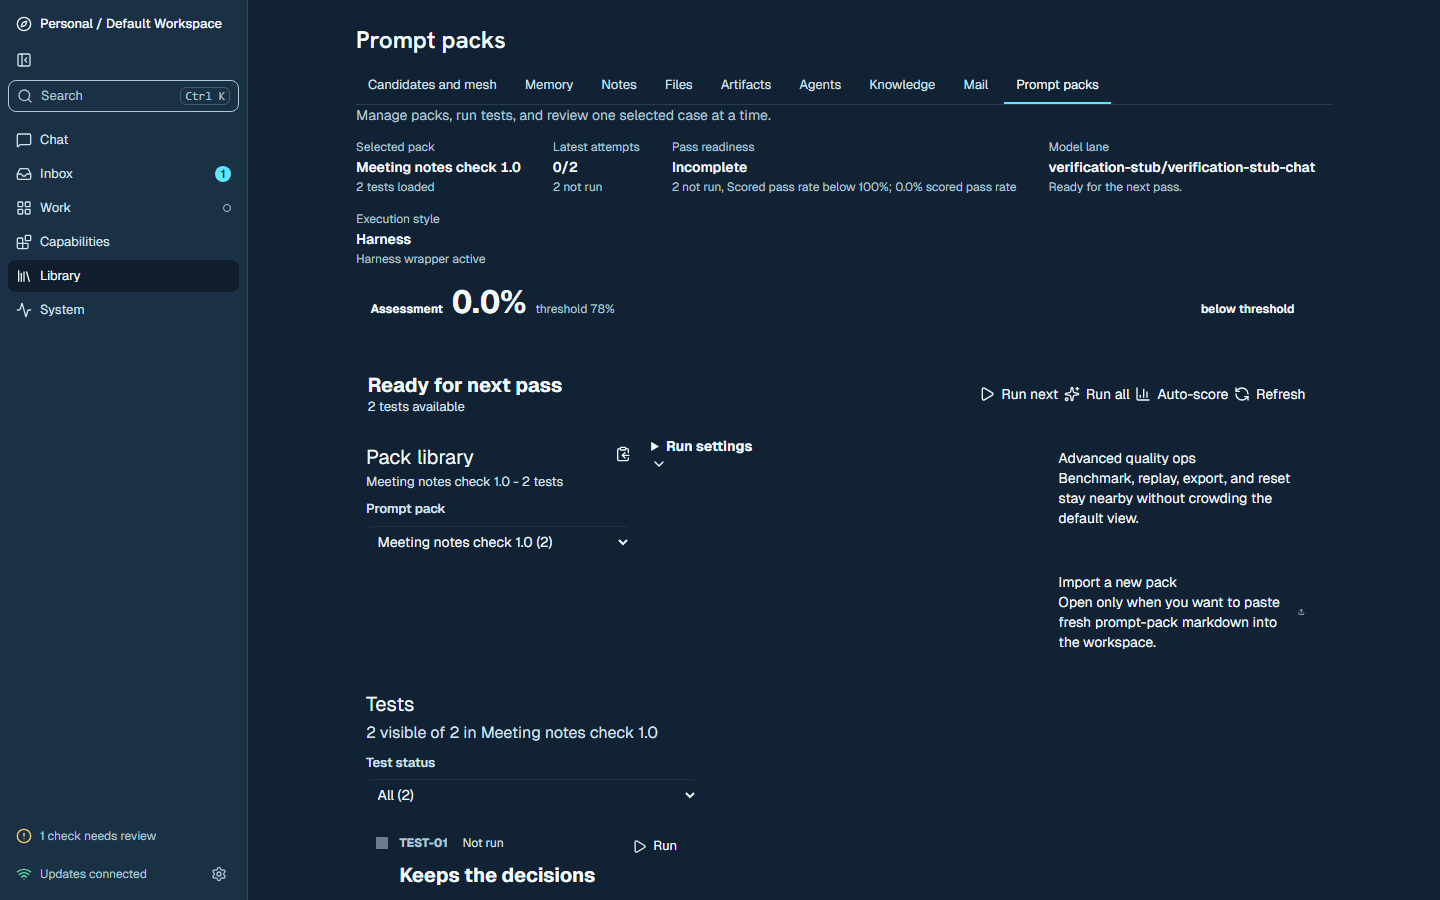 Personal / Default Workspace
Search
Ctrl K
Chat
Inbox
1
Work
Capabilities
Library
System
1 check needs review
Updates connected
Prompt packs
Candidates and mesh
Memory
Notes
Files
Artifacts
Agents
Knowledge
Mail
Prompt packs
Manage packs, run tests, and review one selected case at a time.
Selected pack
Meeting notes check 1.0
2 tests loaded
Latest attempts
0/2
2 not run
Pass readiness
Incomplete
2 not run, Scored pass rate below 100%; 0.0% scored pass rate
Model lane
verification-stub/verification-stub-chat
Ready for the next pass.
Execution style
Harness
Harness wrapper active
Assessment 0.0% threshold 78%
below threshold
Ready for next pass
2 tests available
Run next
Run all
Auto-score
Refresh
Pack library
Meeting notes check 1.0 - 2 tests
Prompt pack
Meeting notes check 1.0 (2)
Run settings
Advanced quality ops
Benchmark, replay, export, and reset
stay nearby without crowding the
default view.
Import a new pack
Open only when you want to paste
fresh prompt-pack markdown into
the workspace.
Tests
2 visible of 2 in Meeting notes check 1.0
Test status
All (2)
TEST-01 Not run
Run
Keeps the decisions